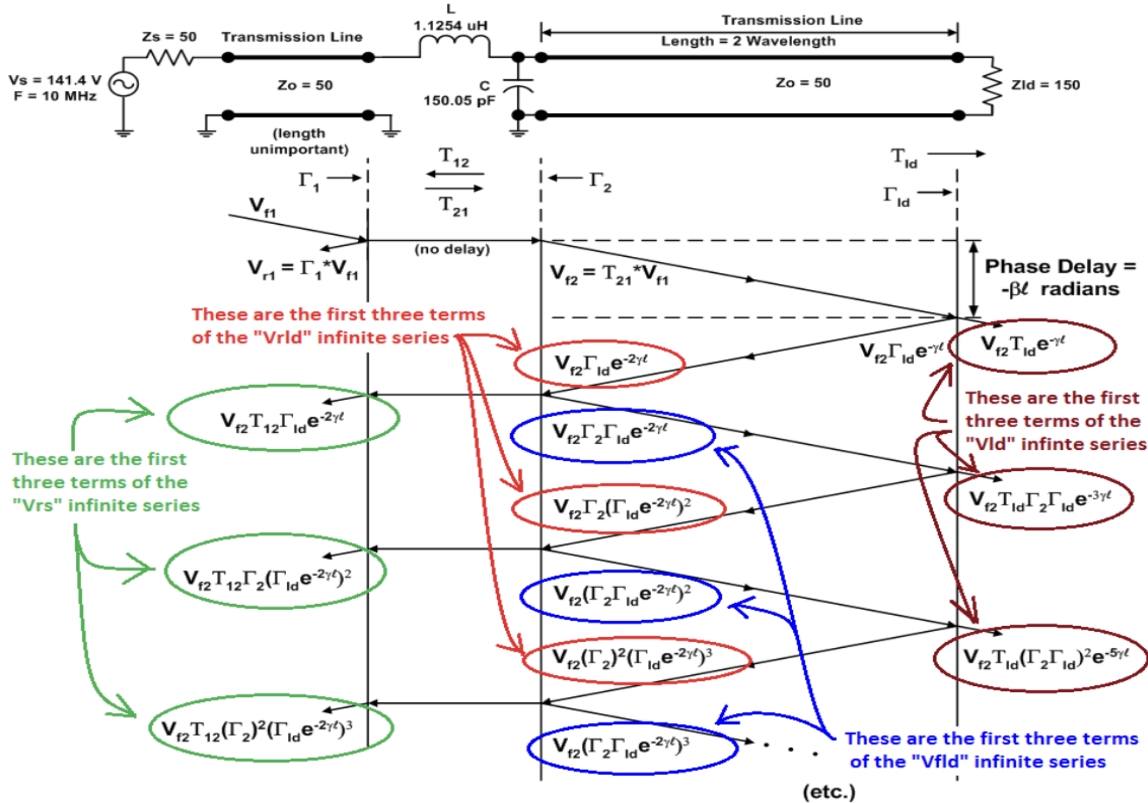 L
1.1254 uH
Transmission Line
Length = 2 Wavelength
Zs = 50
Transmission Line
Vs = 141.4 V
F = 10 MHz
Zo = 50
C
150.05 pF
Zo = 50
Zld = 150
(length
unimportant)
T12
T21
Γ1
Γ2
Tld
Γld
Vf1
(no delay)
Vr1 = Γ1*Vf1
Vf2 = T21*Vf1
Phase Delay =
-βℓ radians
These are the first three terms
of the "Vrld" infinite series
Vf2Γlde^-γℓ
Vf2Tlde^-γℓ
Vf2Γlde^-2γℓ
These are the first
three terms of the
"Vld" infinte series
Vf2T12Γlde^-2γℓ
Vf2Γ2Γlde^-2γℓ
These are the first
three terms of the
"Vrs" infinite series
Vf2TldΓ2Γlde^-3γℓ
Vf2Γ2(Γlde^-2γℓ)^2
Vf2T12Γ2(Γlde^-2γℓ)^2
Vf2(Γ2Γlde^-2γℓ)^2
Vf2(Γ2)^2(Γlde^-2γℓ)^3
Vf2Tld(Γ2Γld)^2e^-5γℓ
Vf2T12(Γ2)^2(Γlde^-2γℓ)^3
Vf2(Γ2Γlde^-2γℓ)^3
. . .
These are the first three terms
of the "Vfld" infinite series
(etc.)